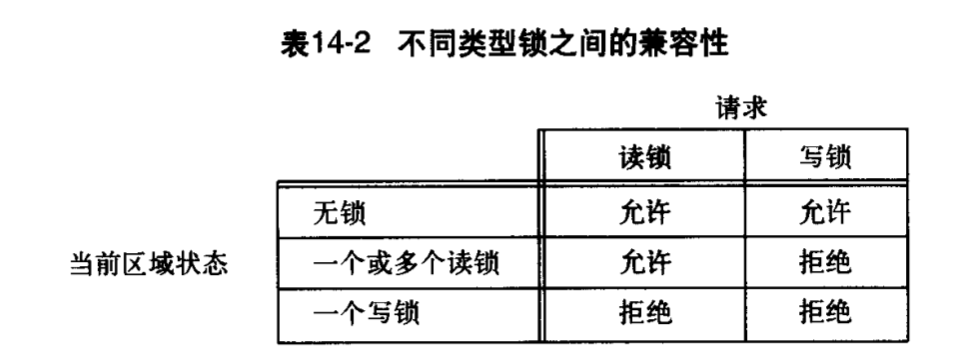 表14-2 不同类型锁之间的兼容性
请求
读锁 写锁
无锁 允许 允许
当前区域状态 一个或多个读锁 允许 拒绝
一个写锁 拒绝 拒绝